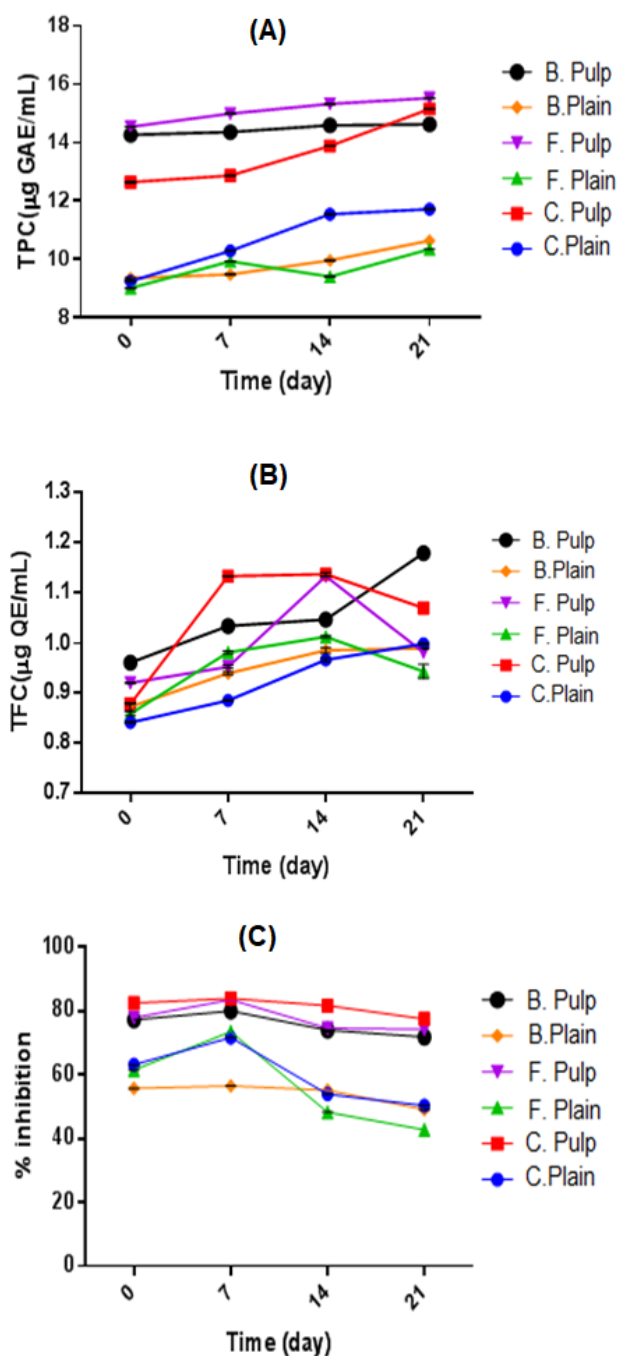 (A)
TPC(µg GAE/mL)
18
16
14
12
10
8
0
7
14
21
Time (day)
B. Pulp
B.Plain
F. Pulp
F. Plain
C. Pulp
C.Plain
(B)
TFC(µg QE/mL)
1.3
1.2
1.1
1.0
0.9
0.8
0.7
0
7
14
21
Time (day)
B. Pulp
B.Plain
F. Pulp
F. Plain
C. Pulp
C.Plain
(C)
% inhibition
100
80
60
40
20
0
0
7
14
21
Time (day)
B. Pulp
B.Plain
F. Pulp
F. Plain
C. Pulp
C.Plain